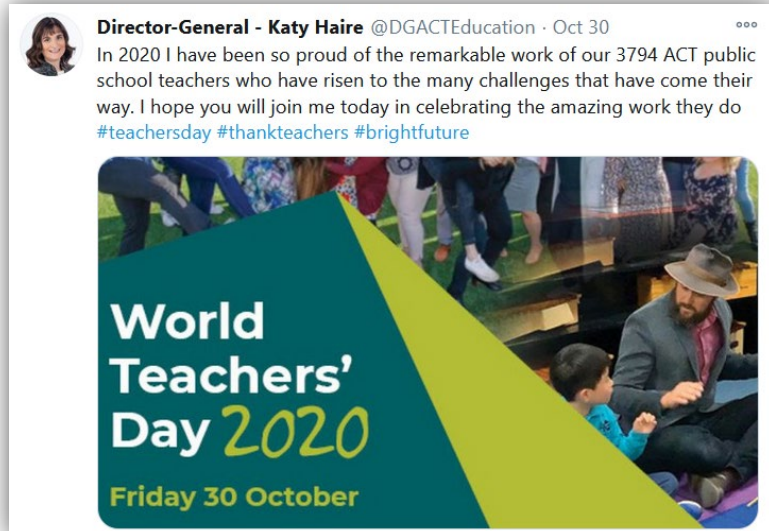 Director-General - Katy Haire @DGACTEducation · Oct 30
In 2020 I have been so proud of the remarkable work of our 3794 ACT public
school teachers who have risen to the many challenges that have come their
way. I hope you will join me today in celebrating the amazing work they do
#teachersday #thankteachers #brightfuture
World
Teachers’
Day 2020
Friday 30 October